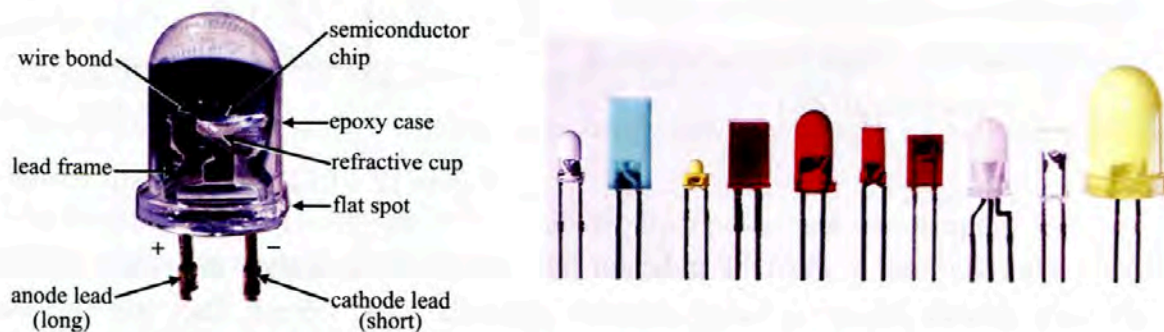 wire bond
semiconductor
chip
epoxy case
lead frame
refractive cup
flat spot
+
−
anode lead
(long)
cathode lead
(short)